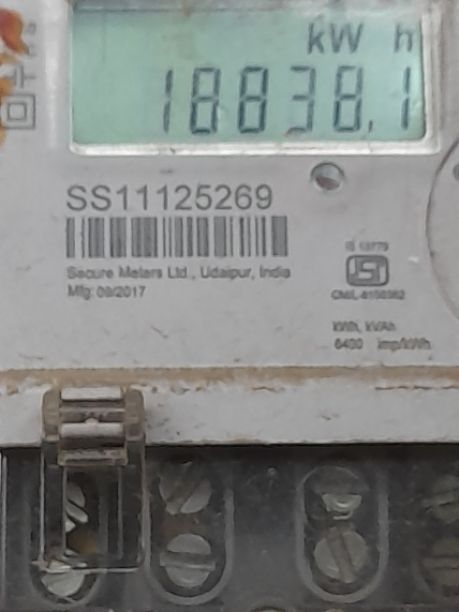 kW h
18838.1
SS11125269
Secure Meters Ltd., Udaipur, India
Mfg: 09/2017
IS 13779
ISI
kWh, kVAh
6400 imp/kWh